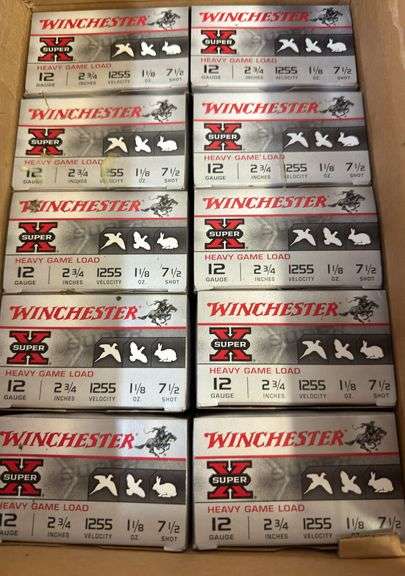 WINCHESTER WINCHESTER
SUPER X SUPER X
HEAVY GAME LOAD HEAVY GAME LOAD
12 2 3/4 1255 1 1/8 7 1/2 12 2 3/4 1255 1 1/8 7 1/2
GAUGE INCHES VELOCITY OZ. SHOT GAUGE INCHES VELOCITY OZ. SHOT
WINCHESTER WINCHESTER
SUPER X SUPER X
HEAVY GAME LOAD HEAVY GAME LOAD
12 2 3/4 1255 1 1/8 7 1/2 12 2 3/4 1255 1 1/8 7 1/2
GAUGE INCHES VELOCITY OZ. SHOT GAUGE INCHES VELOCITY OZ. SHOT
WINCHESTER WINCHESTER
SUPER X SUPER X
HEAVY GAME LOAD HEAVY GAME LOAD
12 2 3/4 1255 1 1/8 7 1/2 12 2 3/4 1255 1 1/8 7 1/2
GAUGE INCHES VELOCITY OZ. SHOT GAUGE INCHES VELOCITY OZ. SHOT
WINCHESTER WINCHESTER
SUPER X SUPER X
HEAVY GAME LOAD HEAVY GAME LOAD
12 2 3/4 1255 1 1/8 7 1/2 12 2 3/4 1255 1 1/8 7 1/2
GAUGE INCHES VELOCITY OZ. SHOT GAUGE INCHES VELOCITY OZ. SHOT
WINCHESTER WINCHESTER
SUPER X SUPER X
HEAVY GAME LOAD HEAVY GAME LOAD
12 2 3/4 1255 1 1/8 7 1/2 12 2 3/4 1255 1 1/8 7 1/2
GAUGE INCHES VELOCITY OZ. SHOT GAUGE INCHES VELOCITY OZ. SHOT